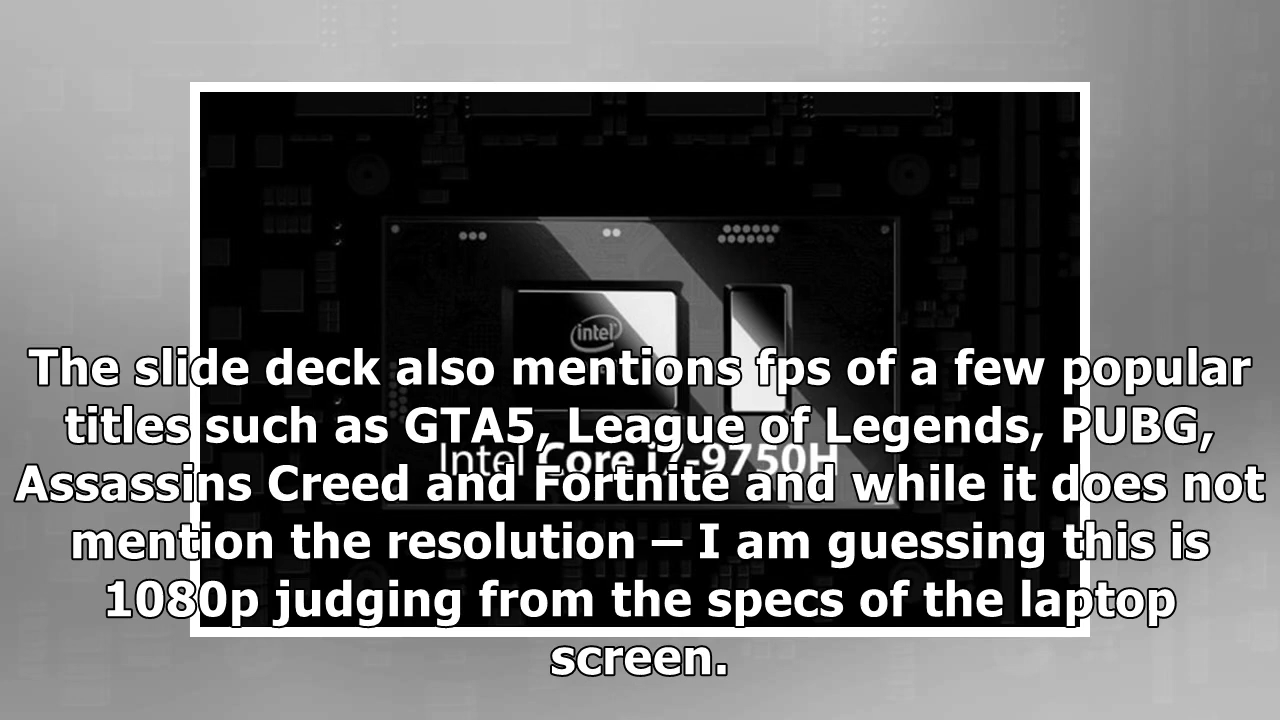 intel
The slide deck also mentions fps of a few popular
titles such as GTA5, League of Legends, PUBG,
Intel Core i7-9750H
Assassins Creed and Fortnite and while it does not
mention the resolution – I am guessing this is
1080p judging from the specs of the laptop
screen.